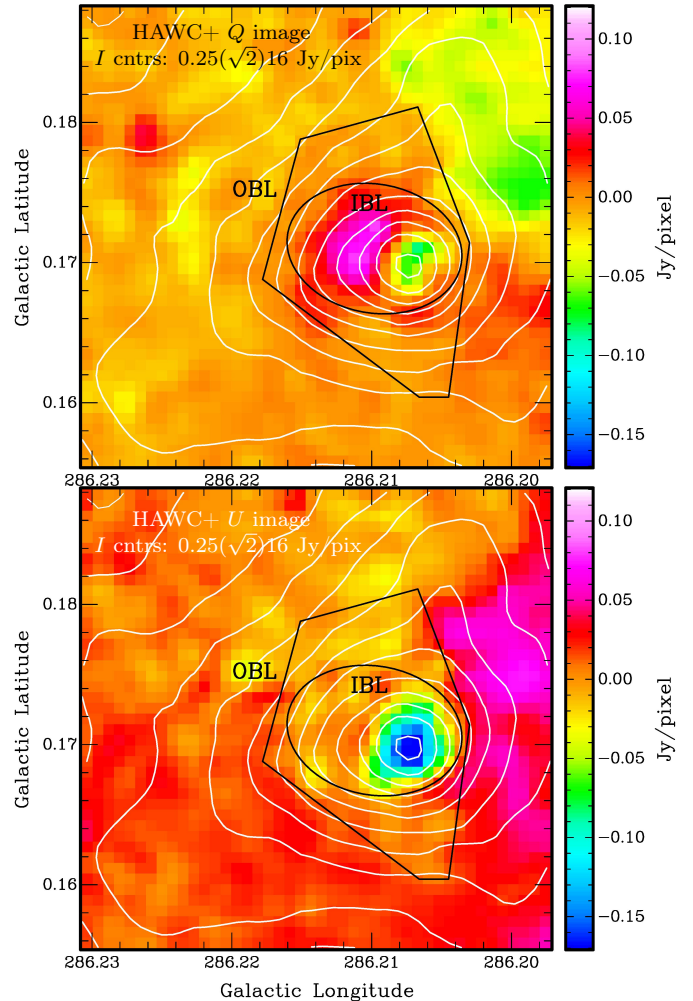 HAWC+ Q image
I cntrs: 0.25(√2)16 Jy/pix
OBL
IBL
0.18
0.17
0.16
Galactic Latitude
286.23
286.22
286.21
286.20
0.10
0.05
0.00
−0.05
−0.10
−0.15
Jy/pixel
HAWC+ U image
I cntrs: 0.25(√2)16 Jy/pix
OBL
IBL
0.18
0.17
0.16
Galactic Latitude
286.23
286.22
286.21
286.20
Galactic Longitude
0.10
0.05
0.00
−0.05
−0.10
−0.15
Jy/pixel